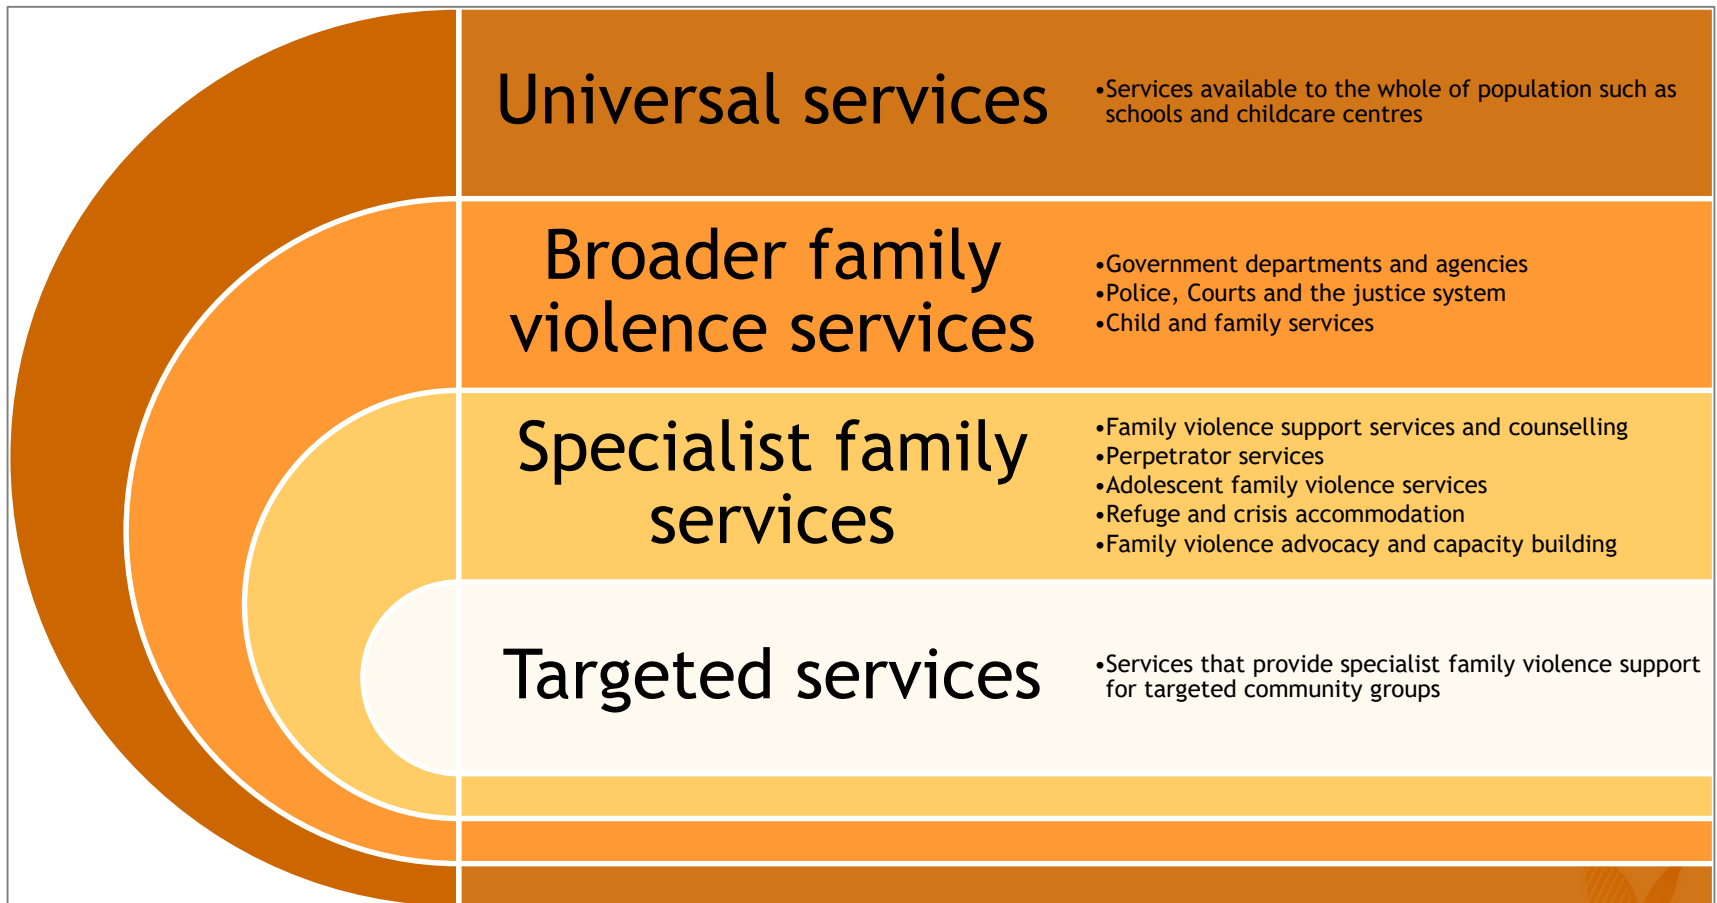 Universal services
•Services available to the whole of population such as
schools and childcare centres
Broader family
violence services
•Government departments and agencies
•Police, Courts and the justice system
•Child and family services
Specialist family
services
•Family violence support services and counselling
•Perpetrator services
•Adolescent family violence services
•Refuge and crisis accommodation
•Family violence advocacy and capacity building
Targeted services
•Services that provide specialist family violence support
for targeted community groups